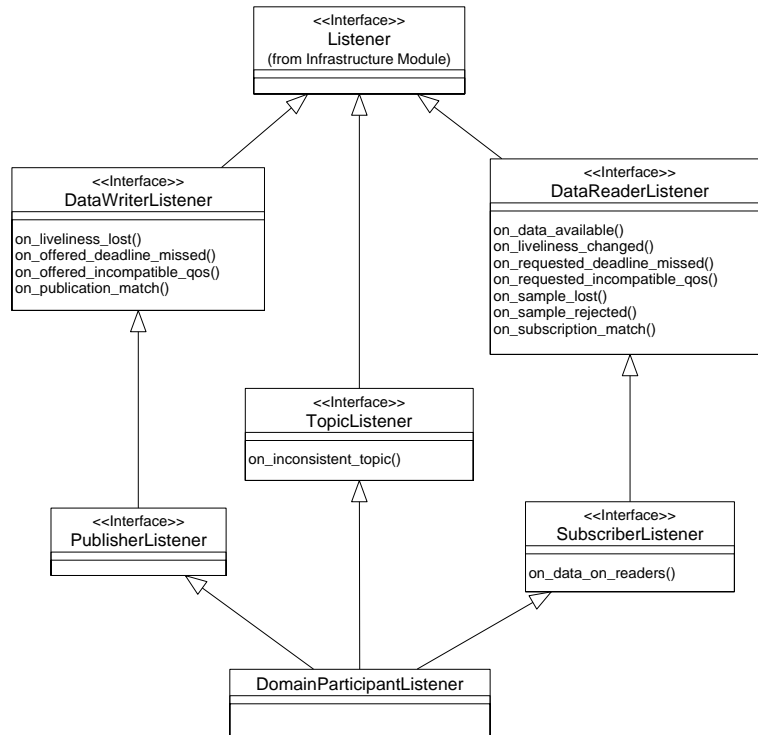 <<Interface>>
Listener
(from Infrastructure Module)
<<Interface>>
DataWriterListener
on_liveliness_lost()
on_offered_deadline_missed()
on_offered_incompatible_qos()
on_publication_match()
<<Interface>>
DataReaderListener
on_data_available()
on_liveliness_changed()
on_requested_deadline_missed()
on_requested_incompatible_qos()
on_sample_lost()
on_sample_rejected()
on_subscription_match()
<<Interface>>
TopicListener
on_inconsistent_topic()
<<Interface>>
PublisherListener
<<Interface>>
SubscriberListener
on_data_on_readers()
DomainParticipantListener